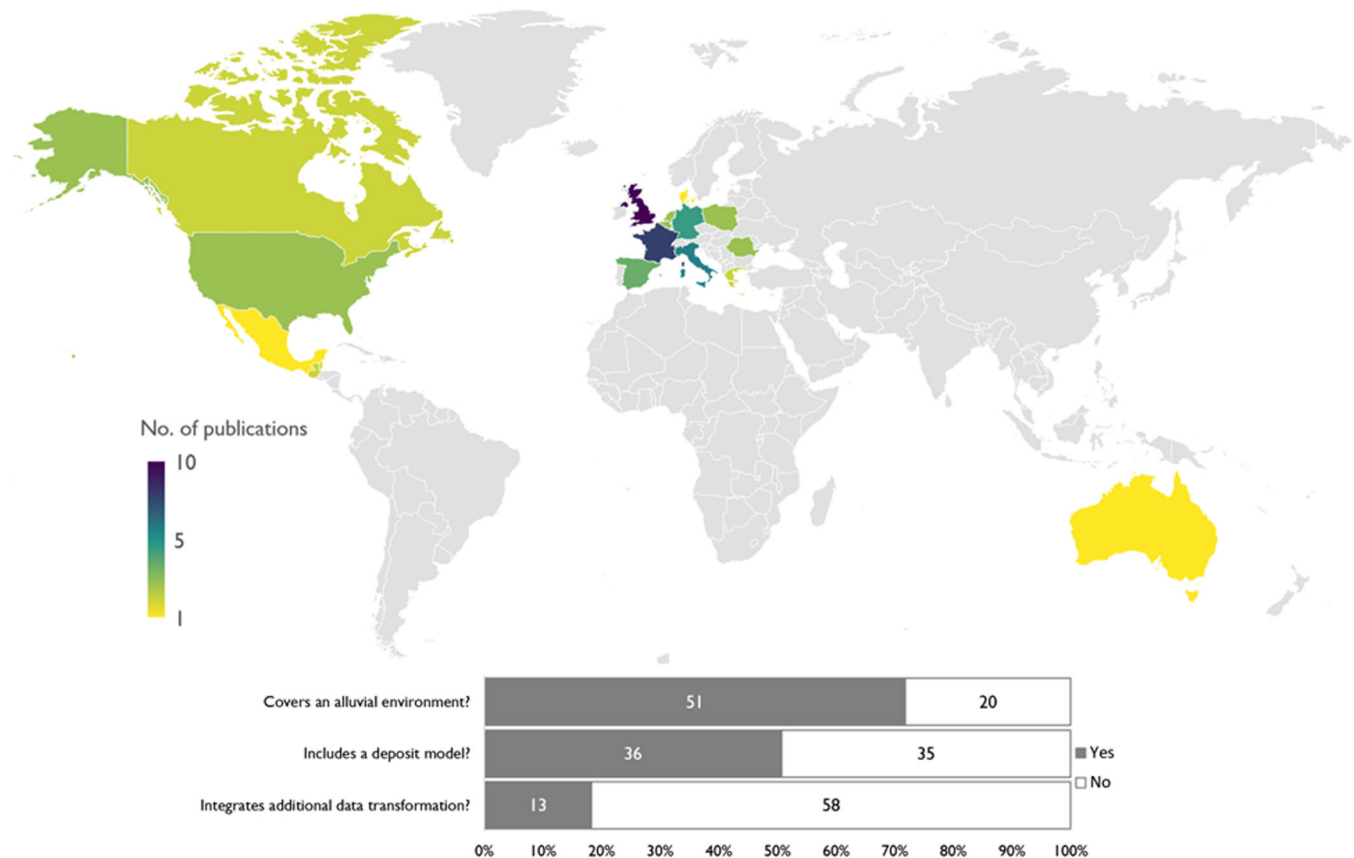 No. of publications
10
5
1
Covers an alluvial environment? 51 20
Includes a deposit model? 36 35
Yes
No
Integrates additional data transformation? 13 58
0% 10% 20% 30% 40% 50% 60% 70% 80% 90% 100%